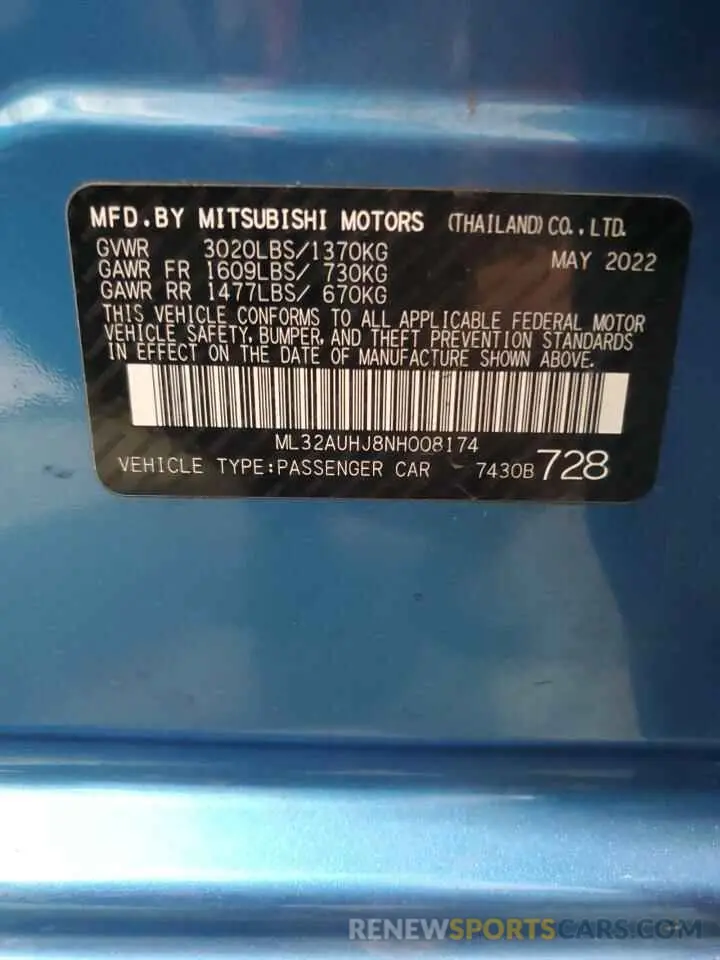 MFD.BY MITSUBISHI MOTORS (THAILAND) CO.,LTD.
GVWR 3020LBS/1370KG MAY 2022
GAWR FR 1609LBS/ 730KG
GAWR RR 1477LBS/ 670KG
THIS VEHICLE CONFORMS TO ALL APPLICABLE FEDERAL MOTOR
VEHICLE SAFETY, BUMPER, AND THEFT PREVENTION STANDARDS
IN EFFECT ON THE DATE OF MANUFACTURE SHOWN ABOVE.
ML32AUHJ8NH008174
VEHICLE TYPE:PASSENGER CAR 7430B 728
RENEWSPORTSCARS.COM